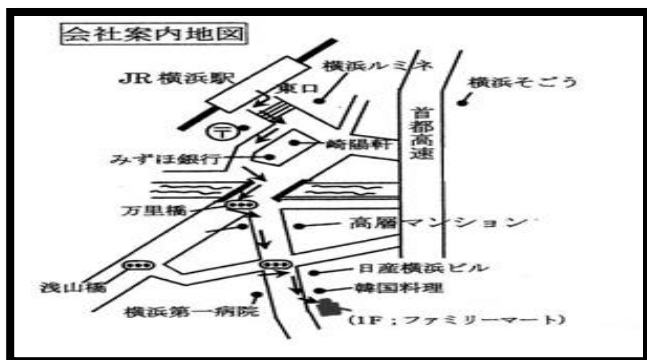 会社案内地図
JR 横浜駅
東口
横浜ルミネ
横浜そごう
首都高速
〒
崎陽軒
みずほ銀行
万里橋
高層マンション
浅山橋
日産横浜ビル
韓国料理
横浜第一病院
(1F；ファミリーマート)